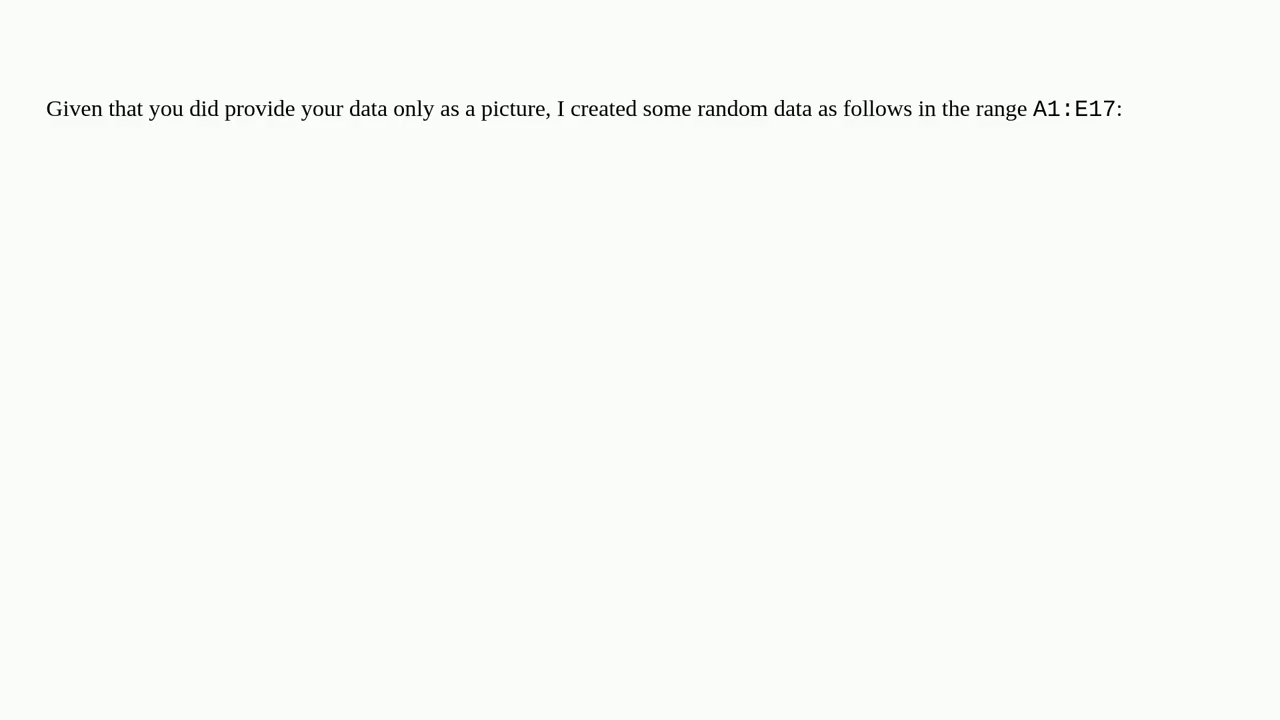 Given that you did provide your data only as a picture, I created some random data as follows in the range A1:E17: